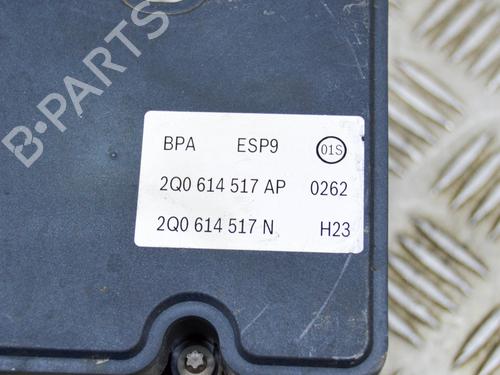 B-PARTS
BPA ESP9 01S
2Q0 614 517 AP 0262
2Q0 614 517 N H23